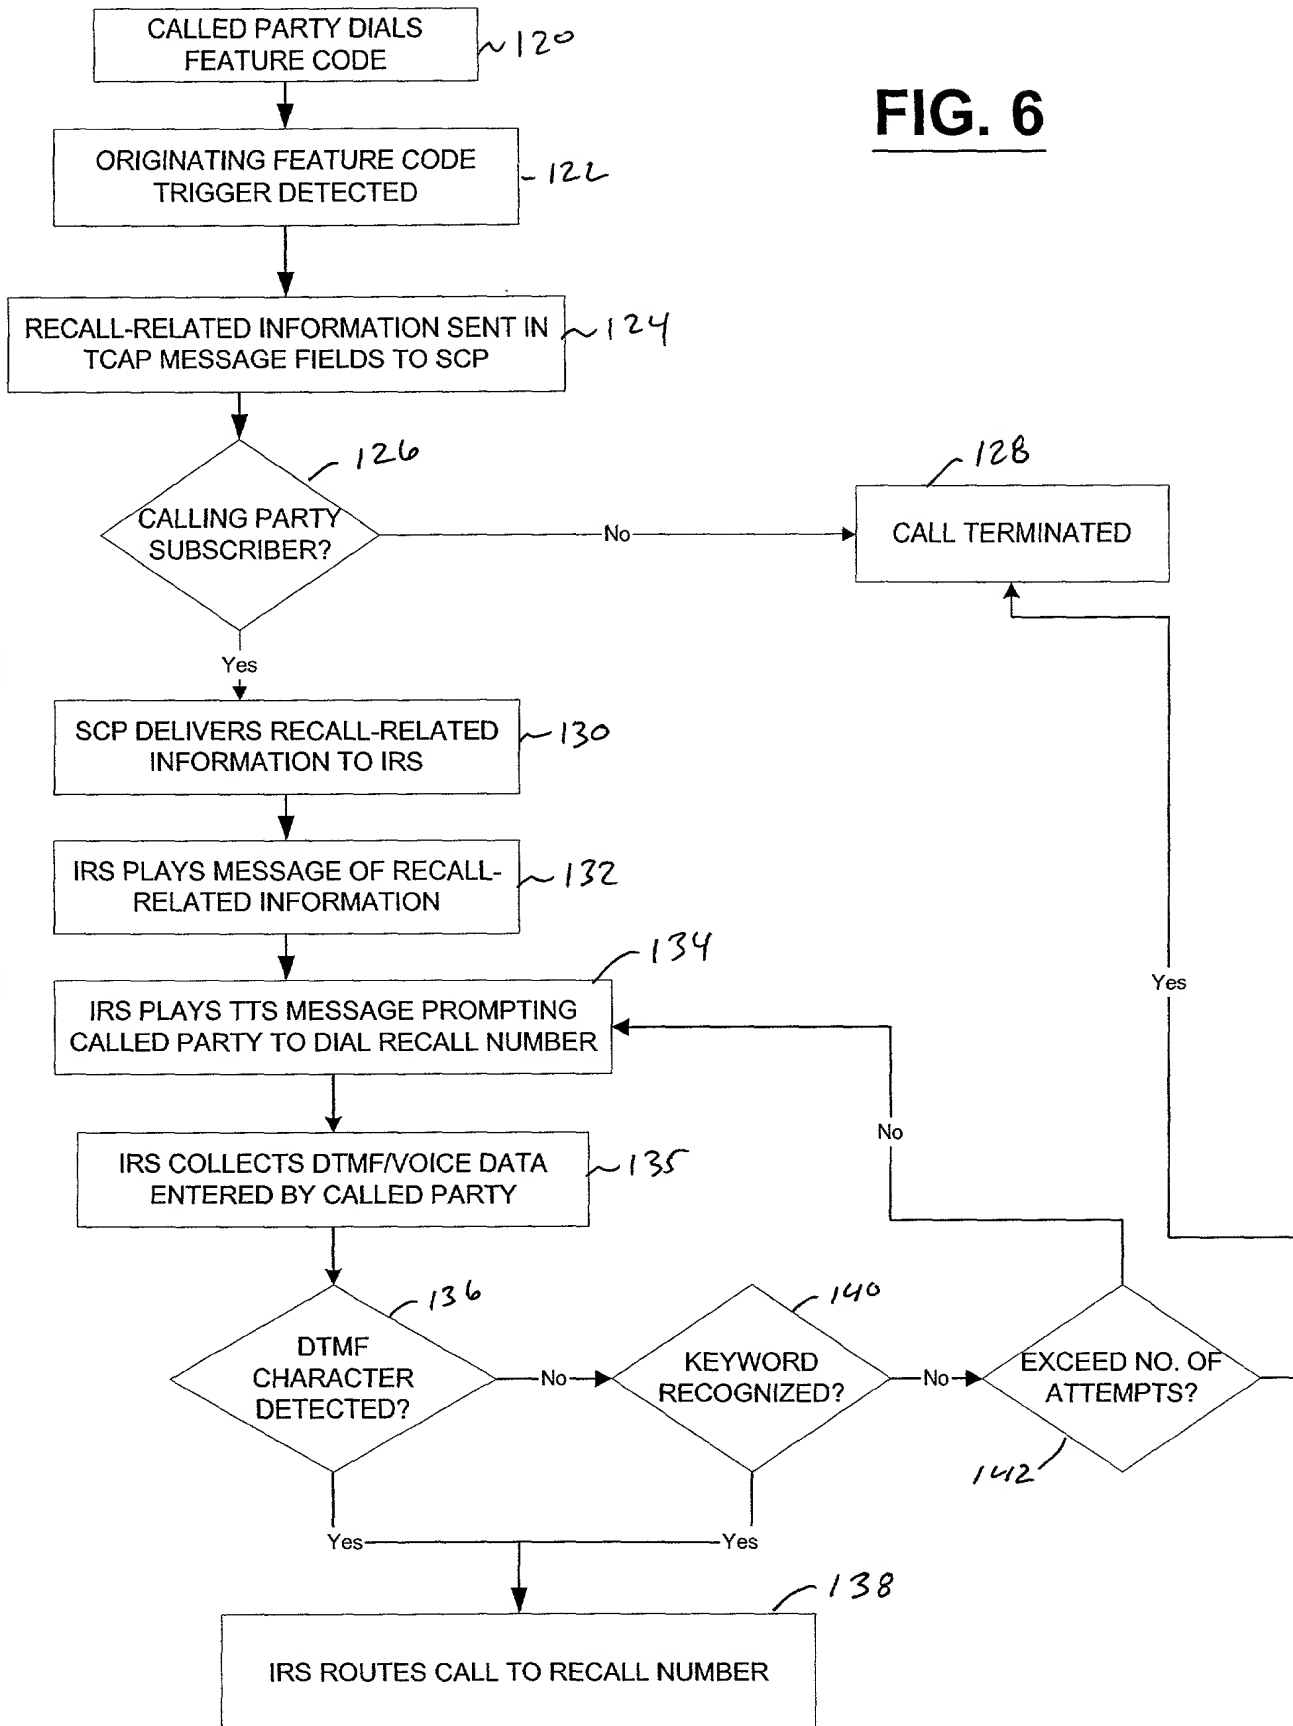 CALLED PARTY DIALS
FEATURE CODE
120
FIG. 6
ORIGINATING FEATURE CODE
TRIGGER DETECTED
122
RECALL-RELATED INFORMATION SENT IN
TCAP MESSAGE FIELDS TO SCP
124
126
CALLING PARTY
SUBSCRIBER?
No
128
CALL TERMINATED
Yes
SCP DELIVERS RECALL-RELATED
INFORMATION TO IRS
130
IRS PLAYS MESSAGE OF RECALL-
RELATED INFORMATION
132
134
IRS PLAYS TTS MESSAGE PROMPTING
CALLED PARTY TO DIAL RECALL NUMBER
Yes
No
IRS COLLECTS DTMF/VOICE DATA
ENTERED BY CALLED PARTY
135
136
DTMF
CHARACTER
DETECTED?
No
140
KEYWORD
RECOGNIZED?
No
EXCEED NO. OF
ATTEMPTS?
142
Yes
Yes
138
IRS ROUTES CALL TO RECALL NUMBER